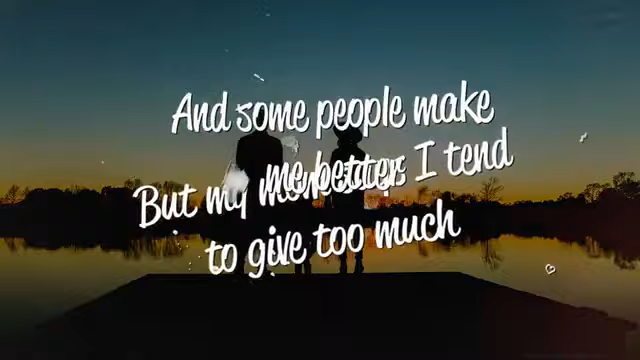 And some people make
me better
But my I tend
to give too much